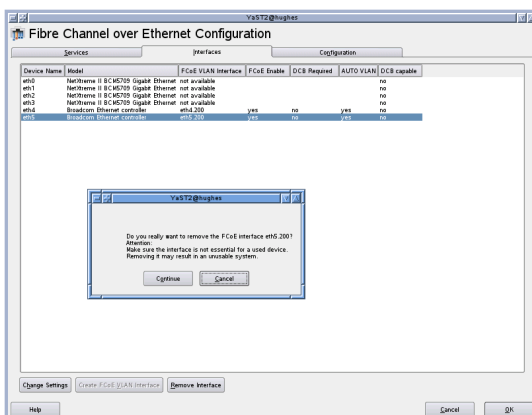 YaST2@hughes
Fibre Channel over Ethernet Configuration
Services Interfaces Configuration
Device Name Model FCoE VLAN Interface FCoE Enable DCB Required AUTO VLAN DCB capable
eth0 NetXtreme II BCM5709 Gigabit Ethernet not available no
eth1 NetXtreme II BCM5709 Gigabit Ethernet not available no
eth2 NetXtreme II BCM5709 Gigabit Ethernet not available no
eth3 NetXtreme II BCM5709 Gigabit Ethernet not available no
eth4 Broadcom Ethernet controller eth4.200 yes no yes no
eth5 Broadcom Ethernet controller eth5.200 yes no yes no
YaST2@hughes
Do you really want to remove the FCoE interface eth5.200?
Attention:
Make sure the interface is not essential for a used device.
Removing it may result in an unusable system.
Continue Cancel
Change Settings Create FCoE VLAN Interface Remove Interface
Help Cancel OK